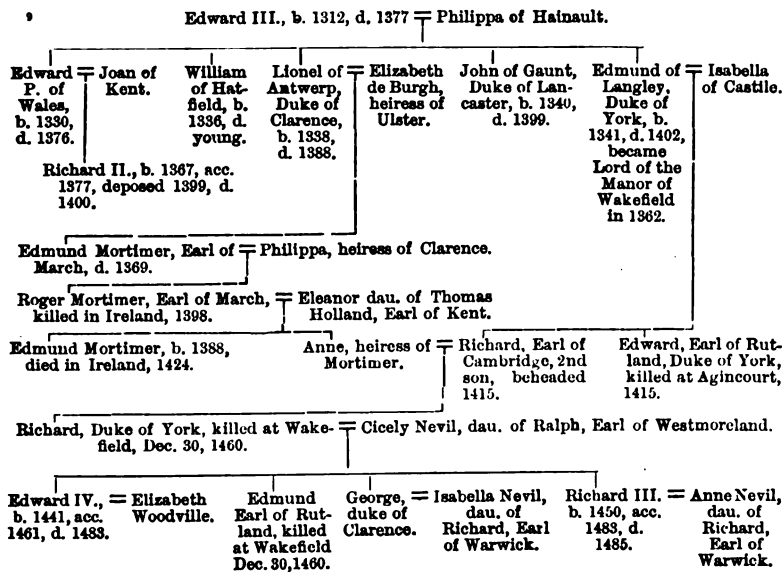 9
Edward III., b. 1312, d. 1377 = Philippa of Hainault.
Edward P. of Wales, b. 1330, d. 1376.
= Joan of Kent.
William of Hat-
field, b. 1336, d. young.
Lionel of Antwerp, Duke of Clarence, b. 1338, d. 1388.
= Elizabeth de Burgh, heiress of Ulster.
John of Gaunt, Duke of Lan-
caster, b. 1340, d. 1399.
Edmund of Langley, Duke of York, b. 1341, d. 1402, became Lord of the Manor of Wakefield in 1362.
= Isabella of Castile.
Richard II., b. 1367, acc.
1377, deposed 1399, d.
1400.
Edmund Mortimer, Earl of = Philippa, heiress of Clarence.
March, d. 1369.
Roger Mortimer, Earl of March, = Eleanor dau. of Thomas
killed in Ireland, 1398. Holland, Earl of Kent.
Edmund Mortimer, b. 1388,
died in Ireland, 1424.
Anne, heiress of =
Mortimer.
Richard, Earl of
Cambridge, 2nd
son, beheaded
1415.
Edward, Earl of Rut-
land, Duke of York,
killed at Agincourt,
1415.
Richard, Duke of York, killed at Wake- = Cicely Nevil, dau. of Ralph, Earl of Westmoreland.
field, Dec. 30, 1460.
Edward IV., =
b. 1441, acc.
1461, d. 1483.
Elizabeth
Woodville.
Edmund
Earl of Rut-
land, killed
at Wakefield
Dec. 30, 1460.
George, =
duke of
Clarence.
Isabella Nevil,
dau. of
Richard, Earl
of Warwick.
Richard III. =
b. 1450, acc.
1483, d.
1485.
Anne Nevil,
dau. of
Richard,
Earl of
Warwick.